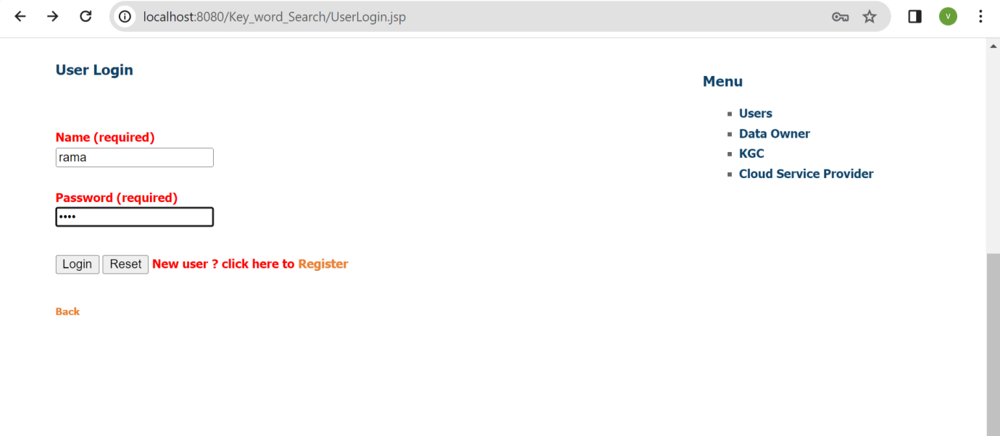 localhost:8080/Key_word_Search/UserLogin.jsp
V
User Login
Menu
Users
Data Owner
KGC
Cloud Service Provider
Name (required)
rama
Password (required)
••••
Login Reset New user ? click here to Register
Back